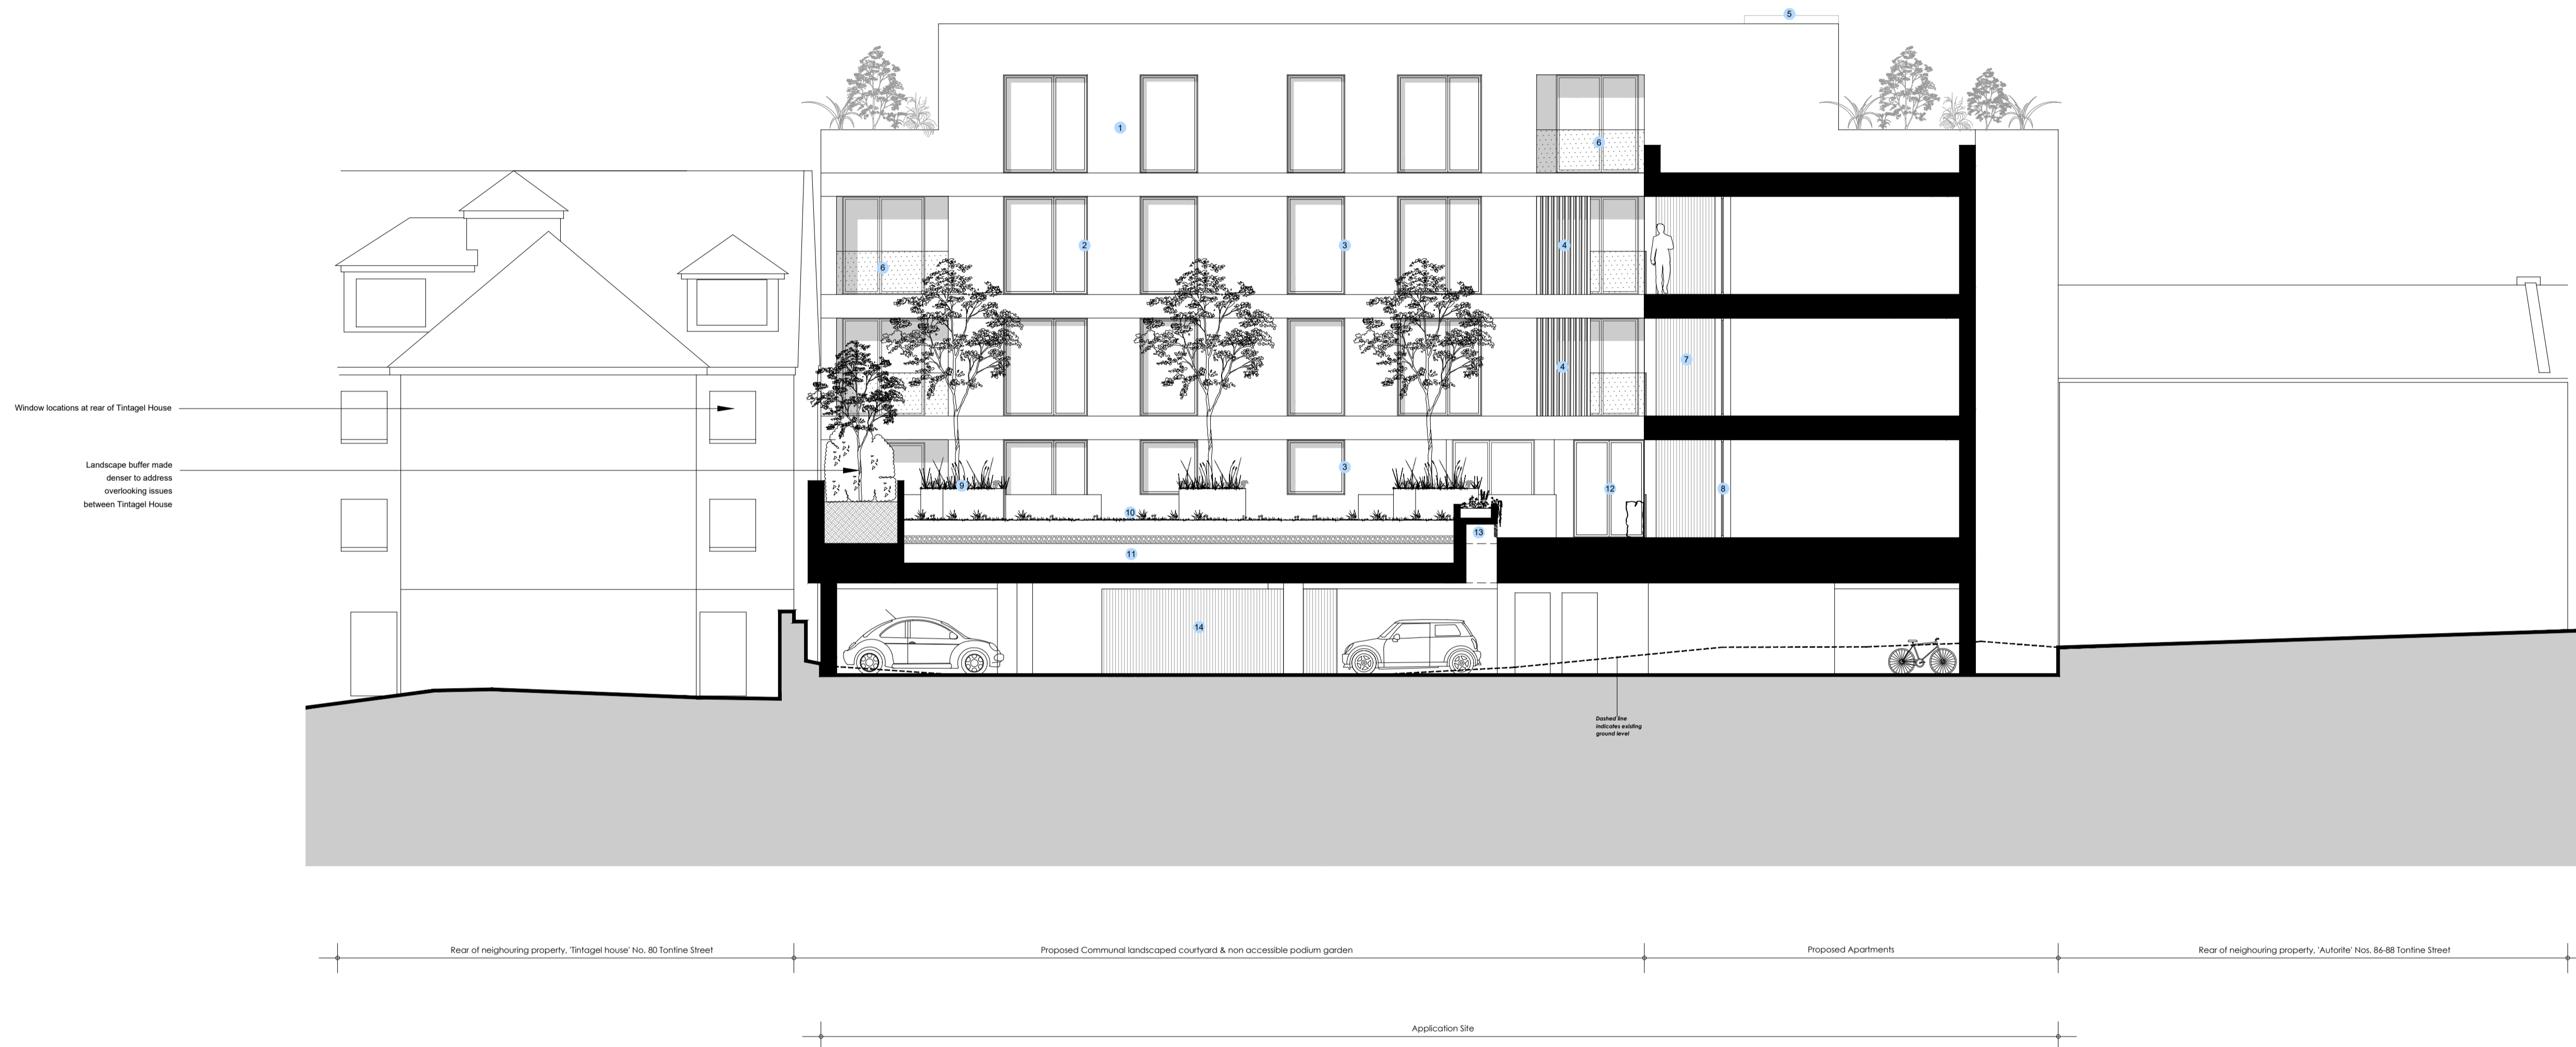 5
1
6
2
3
4
6
7
4
Window locations at rear of Tintagel House
Landscape buffer made
denser to address
overlooking issues
between Tintagel House
3
9
12
8
10
13
11
14
Dashed line
indicates existing
ground level
Rear of neighouring property, 'Tintagel house' No. 80 Tontine Street
Proposed Communal landscaped courtyard & non accessible podium garden
Proposed Apartments
Rear of neighouring property, 'Autorite' Nos. 86-88 Tontine Street
Application Site